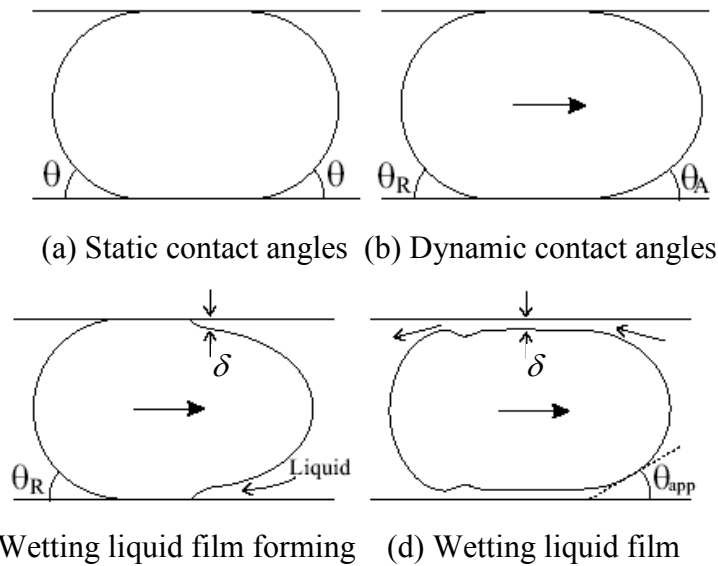 θ θ θR θA
(a) Static contact angles (b) Dynamic contact angles
δ δ
Liquid
θR θapp
Wetting liquid film forming (d) Wetting liquid film